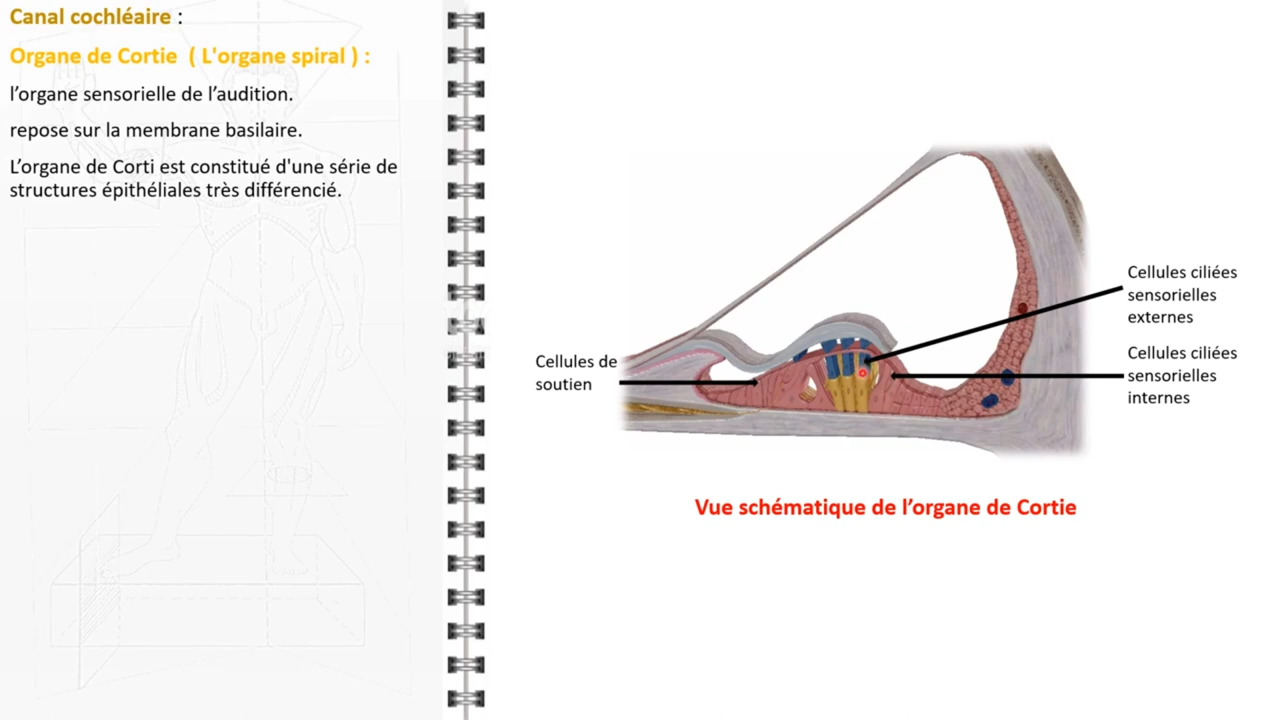 Canal cochléaire :
Organe de Cortie ( L'organe spiral ) :
l’organe sensorielle de l’audition.
repose sur la membrane basilaire.
L’organe de Corti est constitué d'une série de
structures épithéliales très différencié.
Cellules ciliées
sensorielles
externes
Cellules de
soutien
Cellules ciliées
sensorielles
internes
Vue schématique de l’organe de Cortie